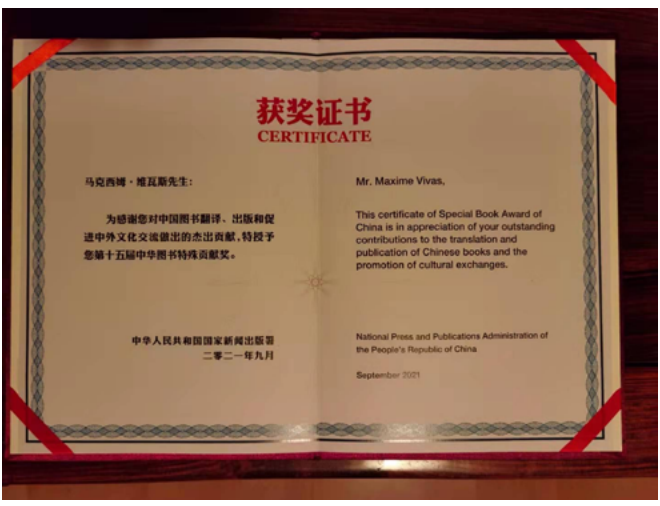 获奖证书
CERTIFICATE
马克西姆·维瓦斯先生：
为感谢您对中国图书翻译、出版和促
进中外文化交流做出的杰出贡献，特授予
您第十五届中华图书特殊贡献奖。
中华人民共和国国家新闻出版署
二零二一年九月
Mr. Maxime Vivas,
This certificate of Special Book Award of
China is in appreciation of your outstanding
contributions to the translation and
publication of Chinese books and the
promotion of cultural exchanges.
National Press and Publications Administration of
the People's Republic of China
September 2021